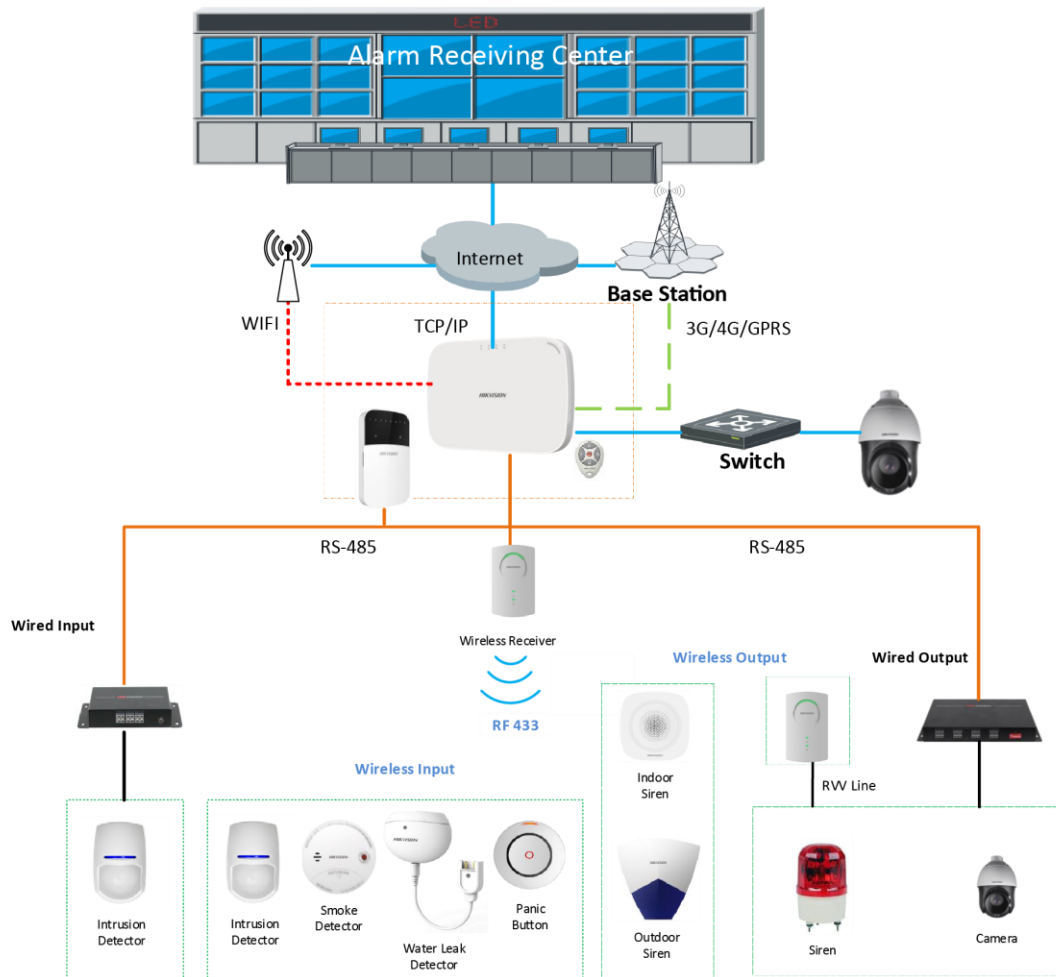 LED
Alarm Receiving Center
Internet
Base Station
WIFI
TCP/IP
3G/4G/GPRS
HIKVISION
Switch
RS-485
RS-485
Wired Input
Wireless Receiver
Wireless Output
Wired Output
RF 433
Wireless Input
Indoor
Siren
RVV Line
Intrusion
Detector
Intrusion
Detector
Smoke
Detector
HIKVISION
Water Leak
Detector
Panic
Button
Outdoor
Siren
Siren
Camera